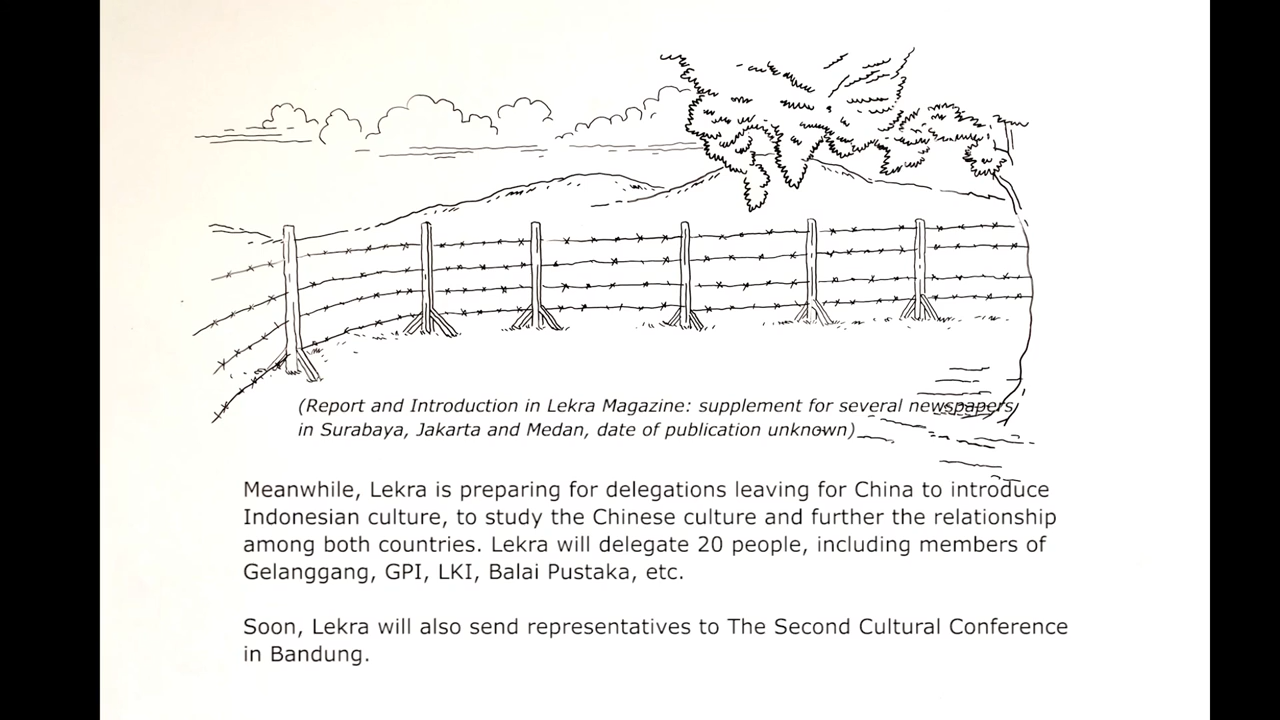 (Report and Introduction in Lekra Magazine: supplement for several newspapers
in Surabaya, Jakarta and Medan, date of publication unknown)
Meanwhile, Lekra is preparing for delegations leaving for China to introduce
Indonesian culture, to study the Chinese culture and further the relationship
among both countries. Lekra will delegate 20 people, including members of
Gelanggang, GPI, LKI, Balai Pustaka, etc.
Soon, Lekra will also send representatives to The Second Cultural Conference
in Bandung.